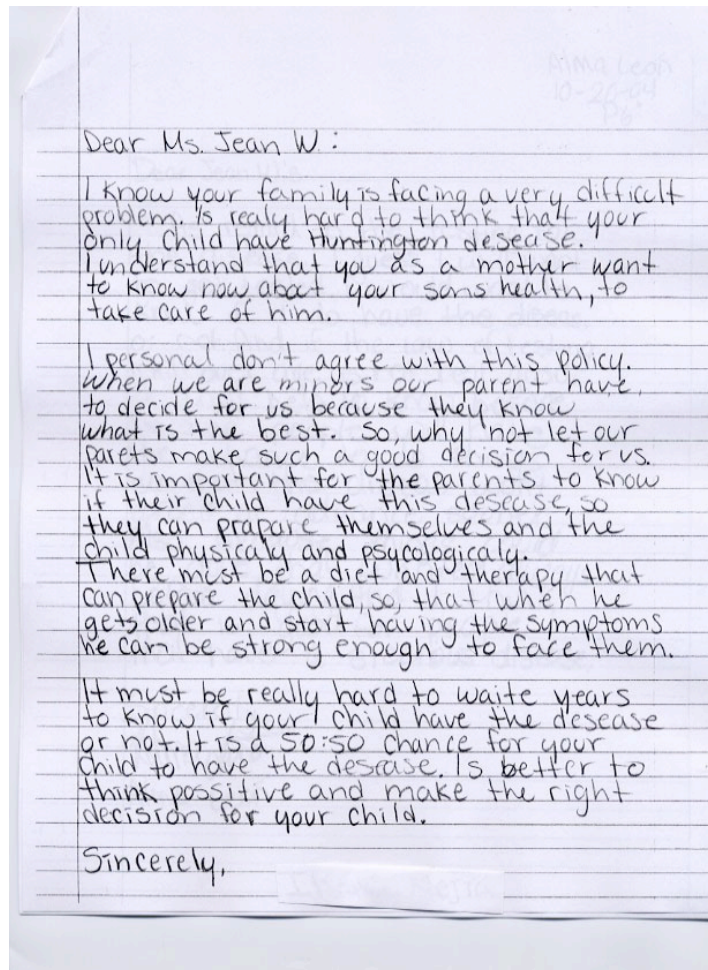 Dear Ms. Jean W :
I know your family is facing a very difficult
problem. Is realy hard to think that your
only Child have Huntington desease.
I understand that you as a mother want
to know now about your sons health, to
take care of him.
I personal don't agree with this policy.
When we are minors our parent have
to decide for us because they know
what is the best. So, why not let our
parets make such a good decision for us.
It is important for the parents to know
if their child have this desease, so
they can prapare themselves and the
child physicaly and psycologicaly.
There must be a diet and therapy that
can prepare the child, so, that when he
gets older and start having the symptoms
he can be strong enough to face them.
It must be really hard to waite years
to know if your child have the desease
or not. It is a 50:50 chance for your
child to have the desease. Is better to
think possitive and make the right
decision for your child.
Sincerely,